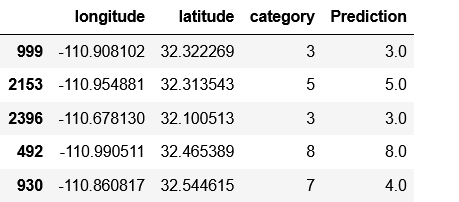 longitude latitude category Prediction
999 -110.908102 32.322269 3 3.0
2153 -110.954881 32.313543 5 5.0
2396 -110.678130 32.100513 3 3.0
492 -110.990511 32.465389 8 8.0
930 -110.860817 32.544615 7 4.0